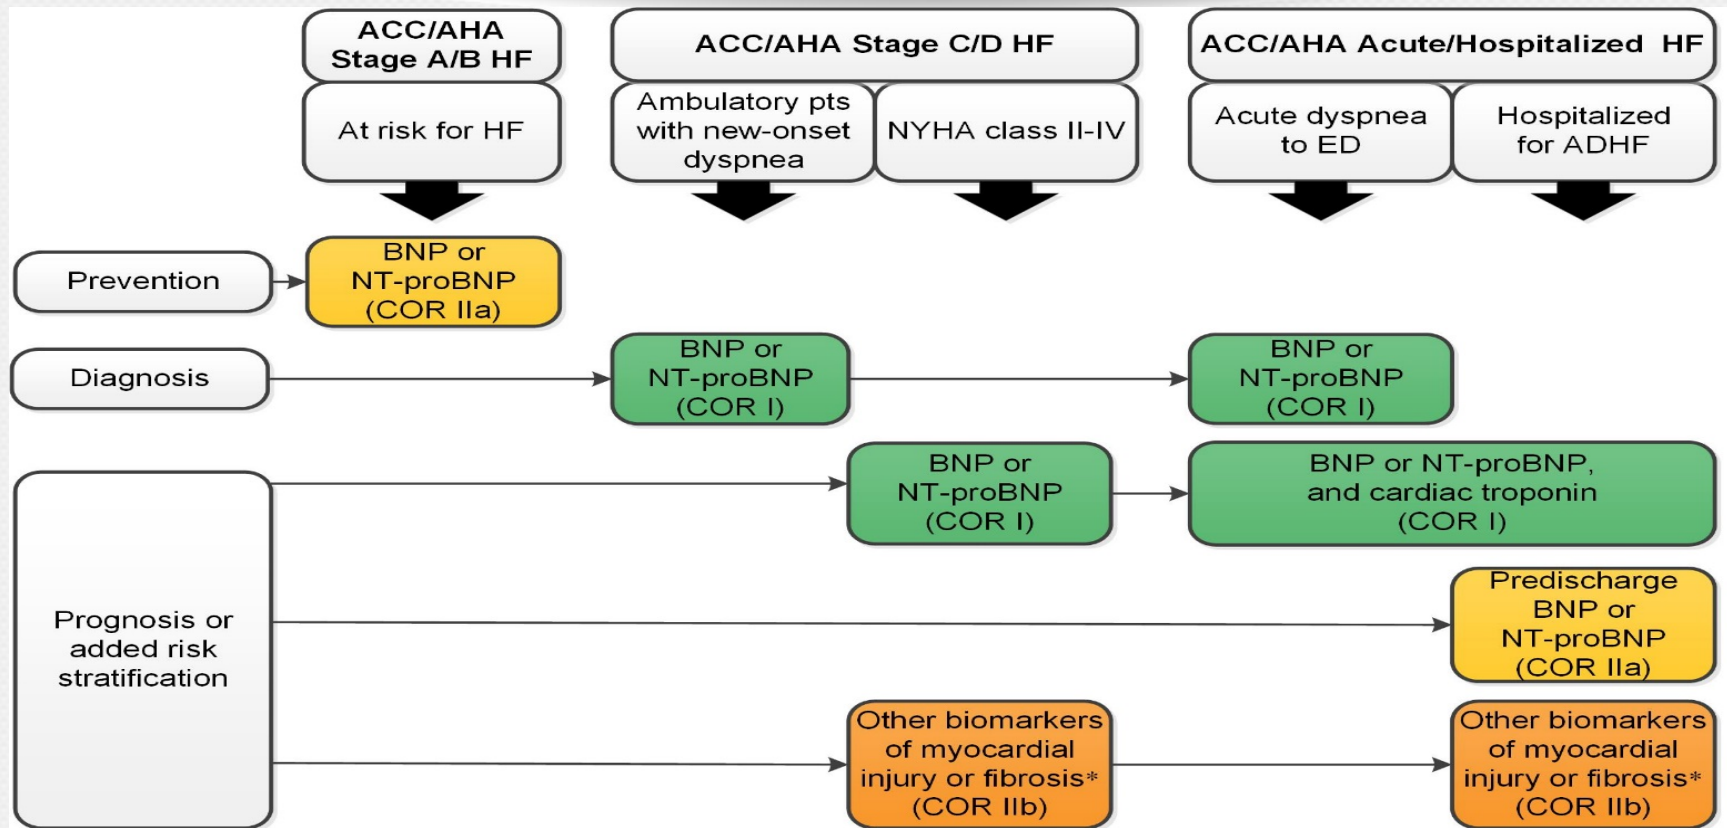 ACC/AHA
Stage A/B HF
ACC/AHA Stage C/D HF
ACC/AHA Acute/Hospitalized HF
At risk for HF
Ambulatory pts
with new-onset
dyspnea
NYHA class II-IV
Acute dyspnea
to ED
Hospitalized
for ADHF
Prevention
BNP or
NT-proBNP
(COR IIa)
Diagnosis
BNP or
NT-proBNP
(COR I)
BNP or
NT-proBNP
(COR I)
Prognosis or
added risk
stratification
BNP or
NT-proBNP
(COR I)
BNP or NT-proBNP,
and cardiac troponin
(COR I)
Predischarge
BNP or
NT-proBNP
(COR IIa)
Other biomarkers
of myocardial
injury or fibrosis*
(COR IIb)
Other biomarkers
of myocardial
injury or fibrosis*
(COR IIb)